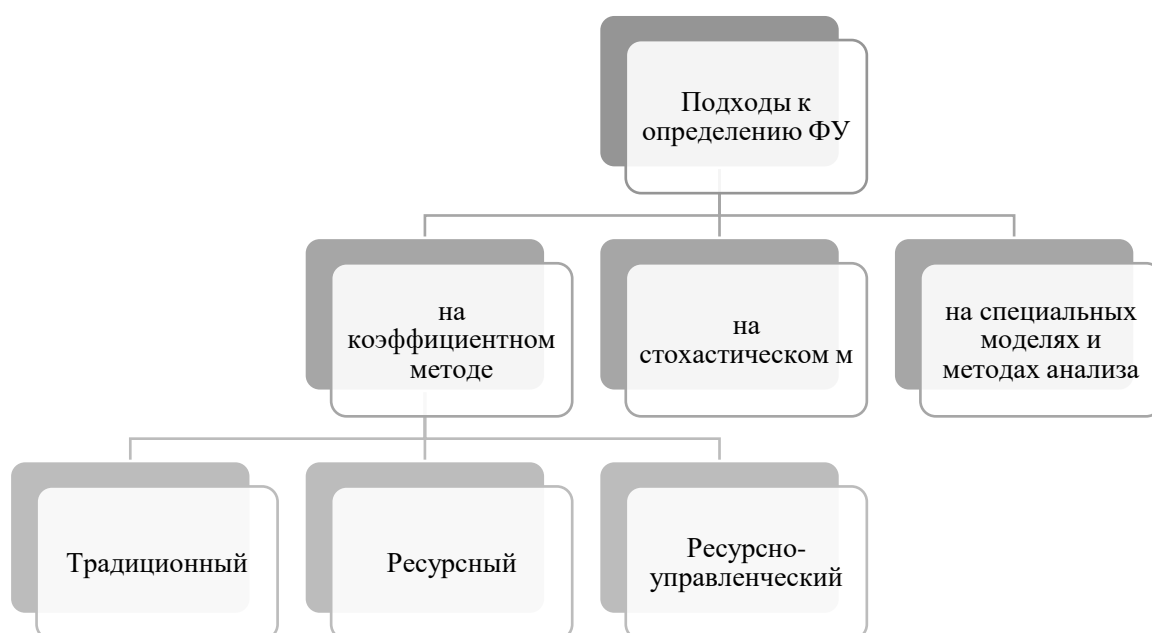 Подходы к
определению ФУ
на
коэффициентном
методе
на
стохастическом м
на специальных
моделях и
методах анализа
Традиционный
Ресурсный
Ресурсно-
управленческий